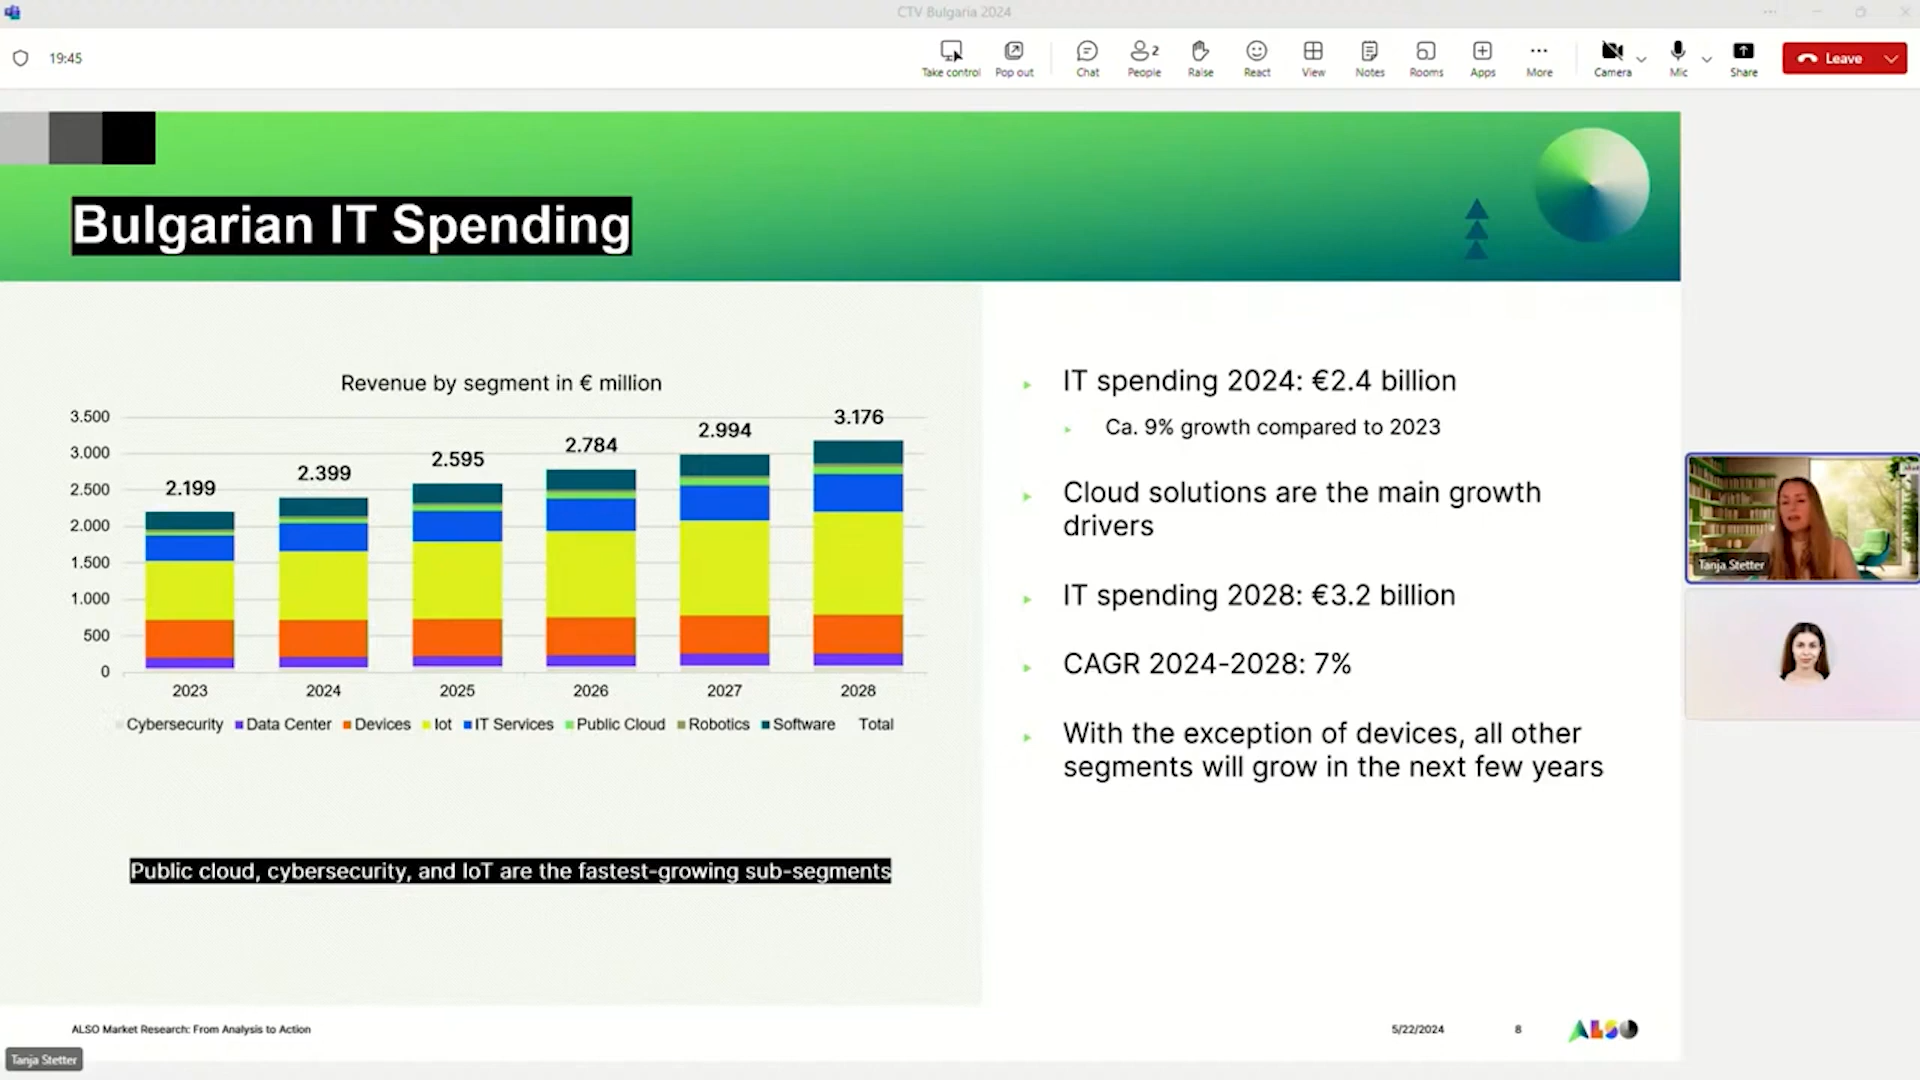 CTV Bulgaria 2024
19:45
Take control
Pop out
Chat
People
2
Raise
React
View
Notes
Rooms
Apps
More
Camera
Mic
Share
Leave
Bulgarian IT Spending
Revenue by segment in € million
3.500
3.000
2.500
2.000
1.500
1.000
500
0
2.199
2.399
2.595
2.784
2.994
3.176
2023 2024 2025 2026 2027 2028
Cybersecurity Data Center Devices Iot IT Services Public Cloud Robotics Software Total
Public cloud, cybersecurity, and IoT are the fastest-growing sub-segments
IT spending 2024: €2.4 billion
Ca. 9% growth compared to 2023
Cloud solutions are the main growth
drivers
IT spending 2028: €3.2 billion
CAGR 2024-2028: 7%
With the exception of devices, all other
segments will grow in the next few years
Tanja Stetter
ALSO Market Research: From Analysis to Action
5/22/2024
8
ALSO
Tanja Stetter